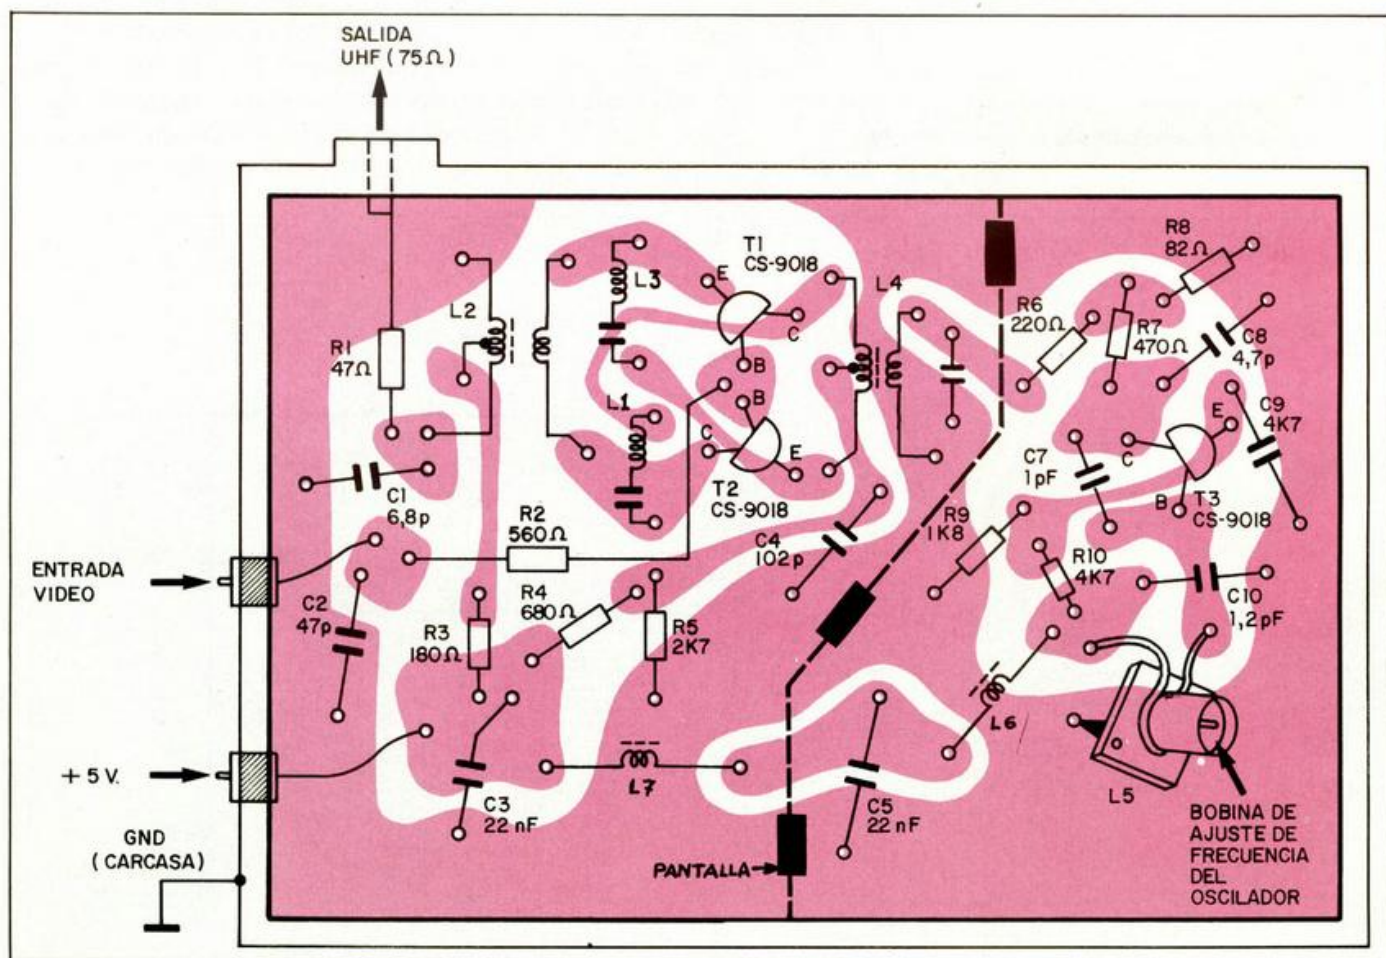 SALIDA
UHF (75Ω)
T1
CS-9018
E
C
B
L3
L2
L4
R8
82Ω
R6
220Ω
R7
470Ω
C8
4,7p
R1
47Ω
L1
B
C
E
T2
CS-9018
C9
4K7
E
C
B
T3
CS-9018
C7
1pF
C1
6,8p
R2
560Ω
C4
102p
R9
1K8
R10
4K7
C10
1,2pF
ENTRADA
VIDEO
C2
47p
R3
180Ω
R4
680Ω
R5
2K7
L6
+ 5 V.
L7
C3
22 nF
C5
22 nF
L5
GND
(CARCASA)
PANTALLA
BOBINA DE
AJUSTE DE
FRECUENCIA
DEL
OSCILADOR